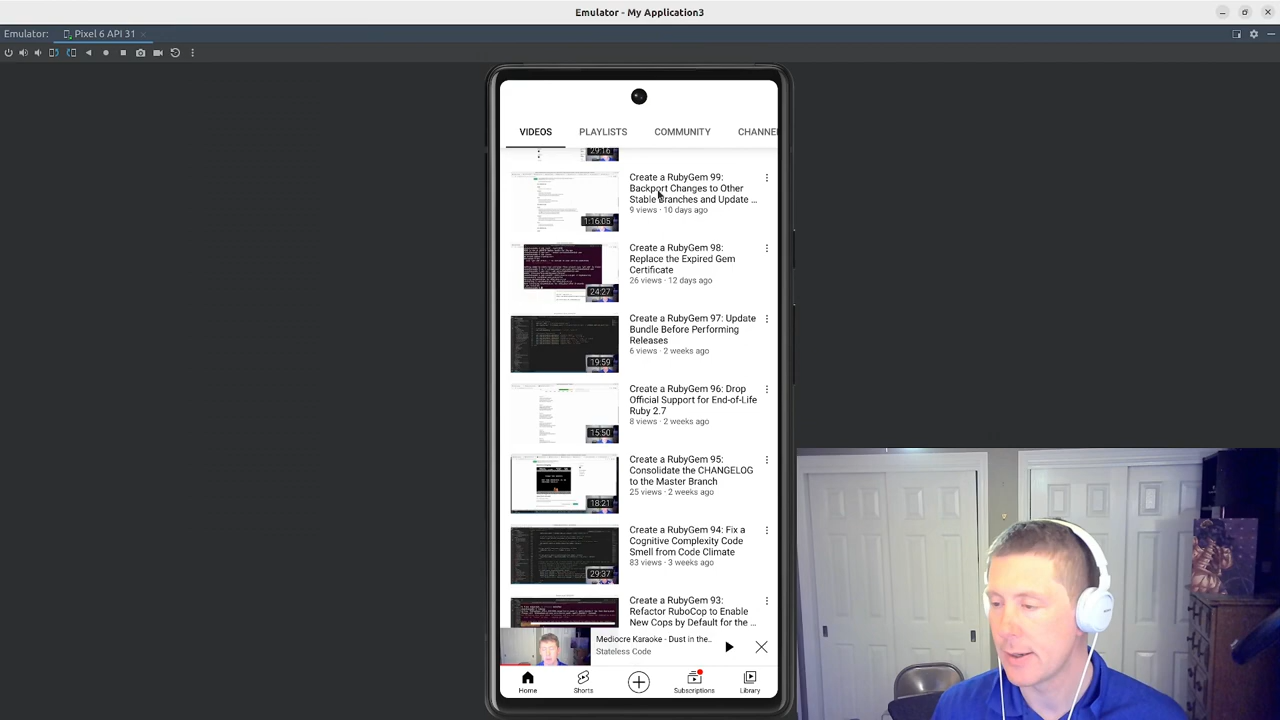 Emulator - My Application3
Emulator:
Pixel 6 API 31
VIDEOS
PLAYLISTS
COMMUNITY
CHANNE
29:16
Create a RubyGem 99:
Backport Changes to Other
Stable Branches and Update ...
9 views · 10 days ago
1:16:05
Create a RubyGem 98:
Replace the Expired Gem
Certificate
26 views · 12 days ago
24:27
Create a RubyGem 97: Update
Bundle Before Performing
Releases
6 views · 2 weeks ago
19:59
Create a RubyGem 96: Drop
Official Support for End-of-Life
Ruby 2.7
8 views · 2 weeks ago
15:50
Create a RubyGem 95:
Consolidate the CHANGELOG
to the Master Branch
25 views · 2 weeks ago
18:21
Create a RubyGem 94: Fix a
Cognitive Complexity Code
Smell from Code Climate
83 views · 3 weeks ago
29:37
Create a RubyGem 93:
Refactor RuboCop to Enable
New Cops by Default for the ...
Mediocre Karaoke - Dust in the..
Stateless Code
Home
Shorts
Subscriptions
Library